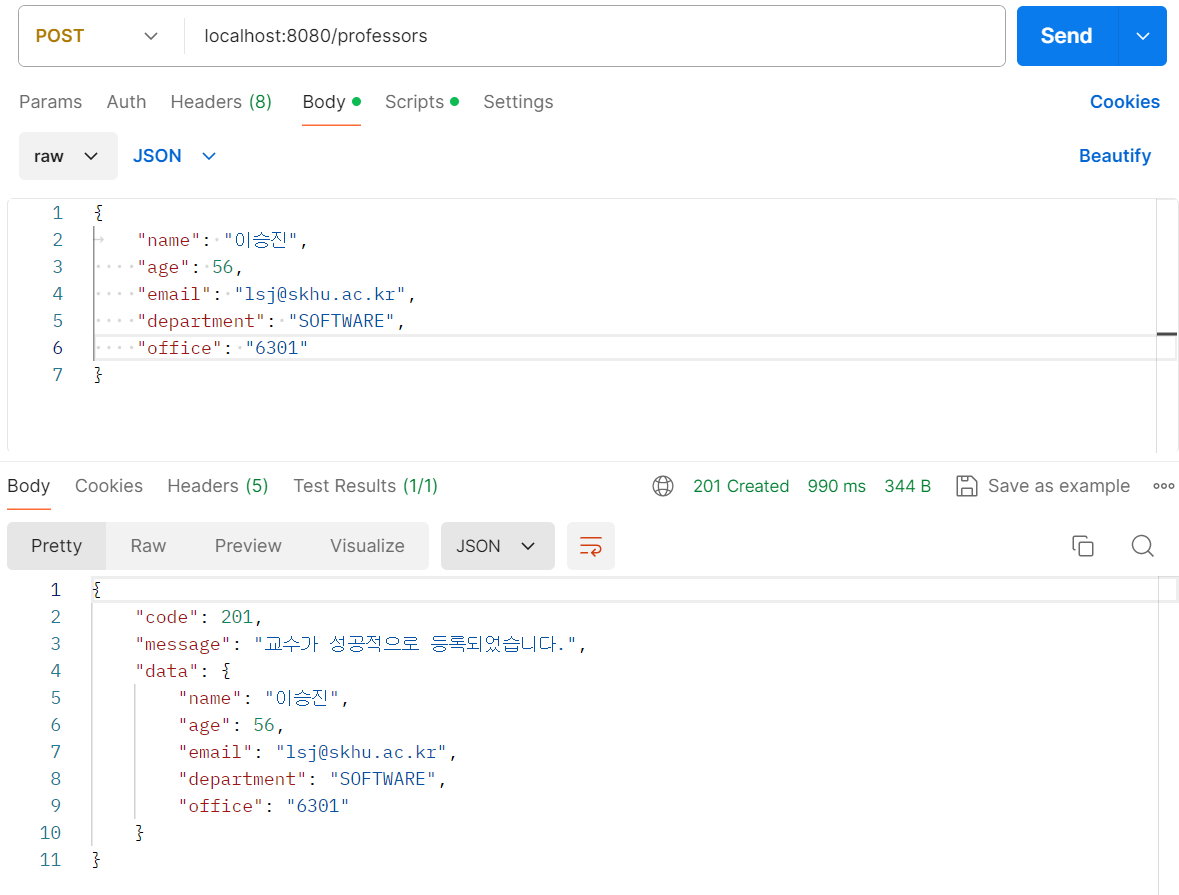 POST localhost:8080/professors Send
Params Auth Headers (8) Body Scripts Settings Cookies
raw JSON Beautify
1 {
2 "name": "이승진",
3 "age": 56,
4 "email": "lsj@skhu.ac.kr",
5 "department": "SOFTWARE",
6 "office": "6301"
7 }
Body Cookies Headers (5) Test Results (1/1) 201 Created 990 ms 344 B Save as example
Pretty Raw Preview Visualize JSON
1 {
2 "code": 201,
3 "message": "교수가 성공적으로 등록되었습니다.",
4 "data": {
5 "name": "이승진",
6 "age": 56,
7 "email": "lsj@skhu.ac.kr",
8 "department": "SOFTWARE",
9 "office": "6301"
10 }
11 }